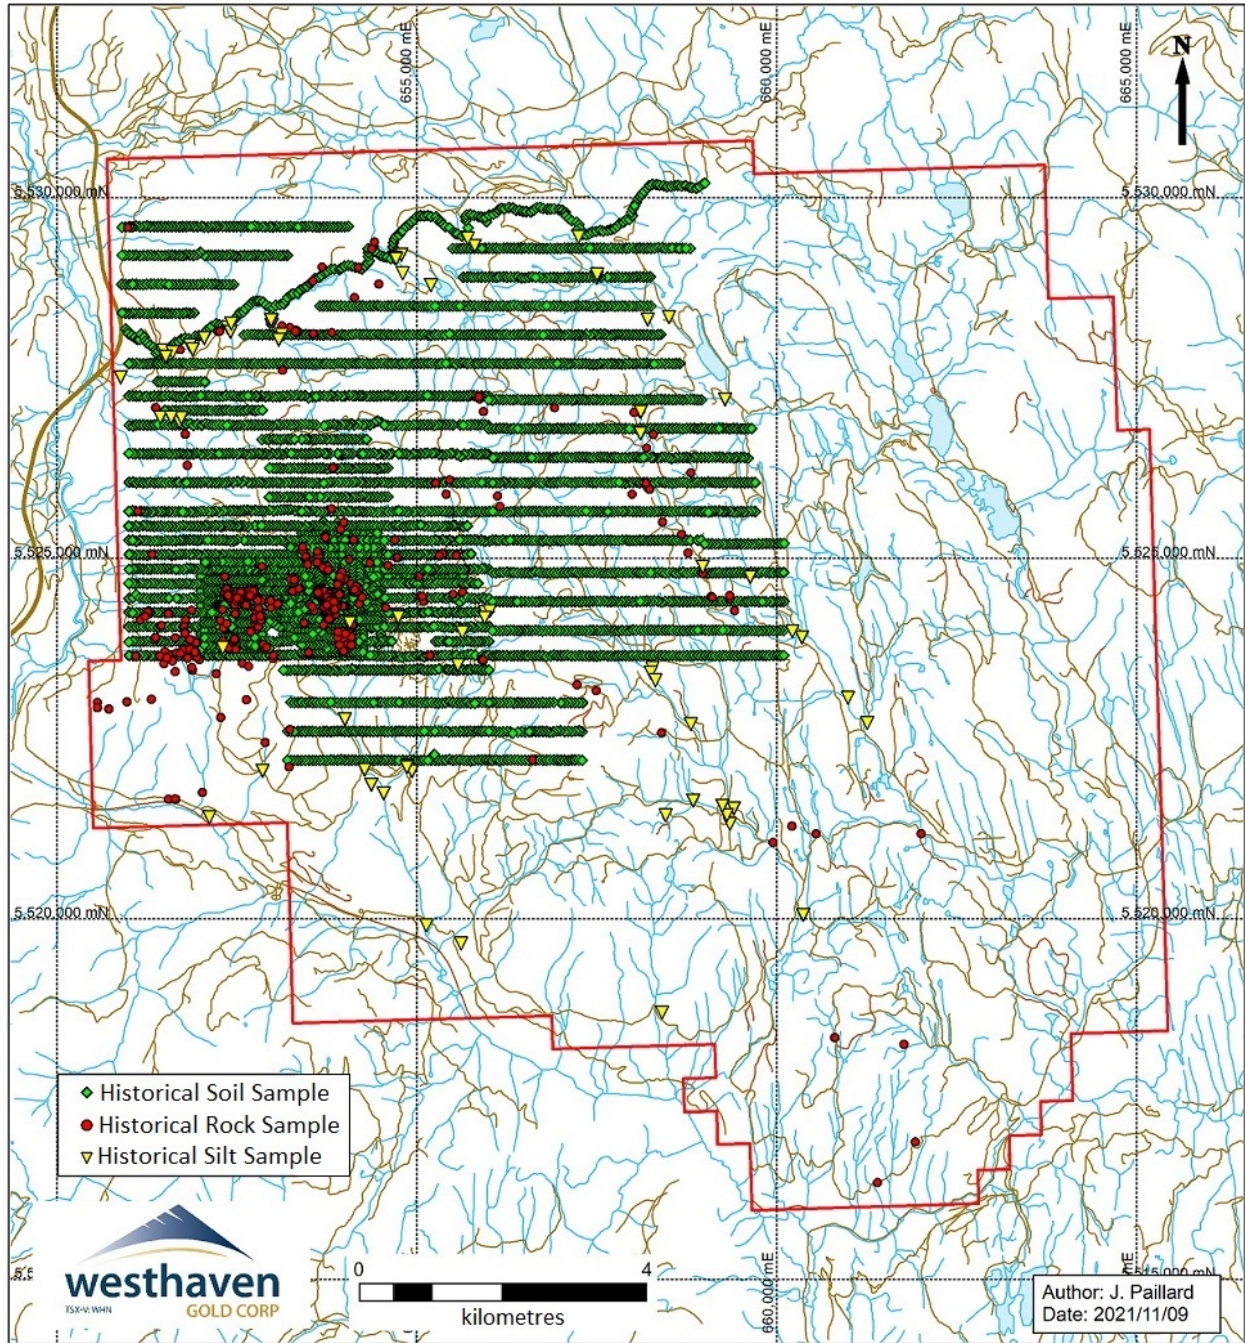 655,000 mE
660,000 mE
665,000 mE
N
5,530,000 mN
5,530,000 mN
5,525,000 mN
5,525,000 mN
5,520,000 mN
5,520,000 mN
Historical Soil Sample
Historical Rock Sample
Historical Silt Sample
westhaven
TSX-V: WHN
GOLD CORP
0
4
kilometres
660,000 mE
mE
Author: J. Paillard
Date: 2021/11/09